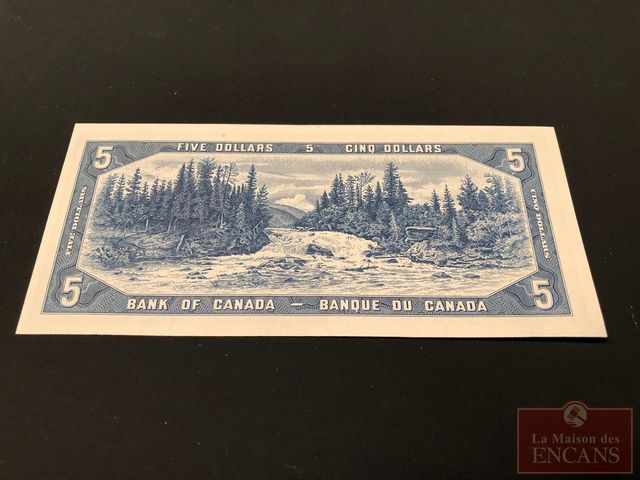 5 FIVE DOLLARS 5 CINQ DOLLARS 5
FIVE DOLLARS
CINQ DOLLARS
5 BANK OF CANADA — BANQUE DU CANADA 5
La Maison des
ENCANS